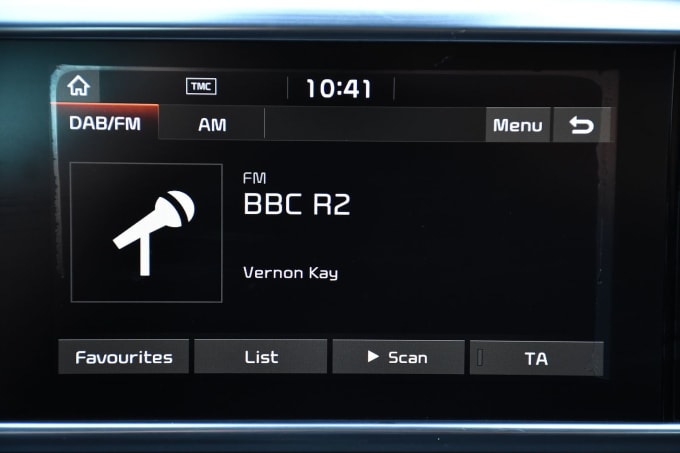 TMC 10:41
DAB/FM AM Menu
FM
BBC R2
Vernon Kay
Favourites List Scan TA